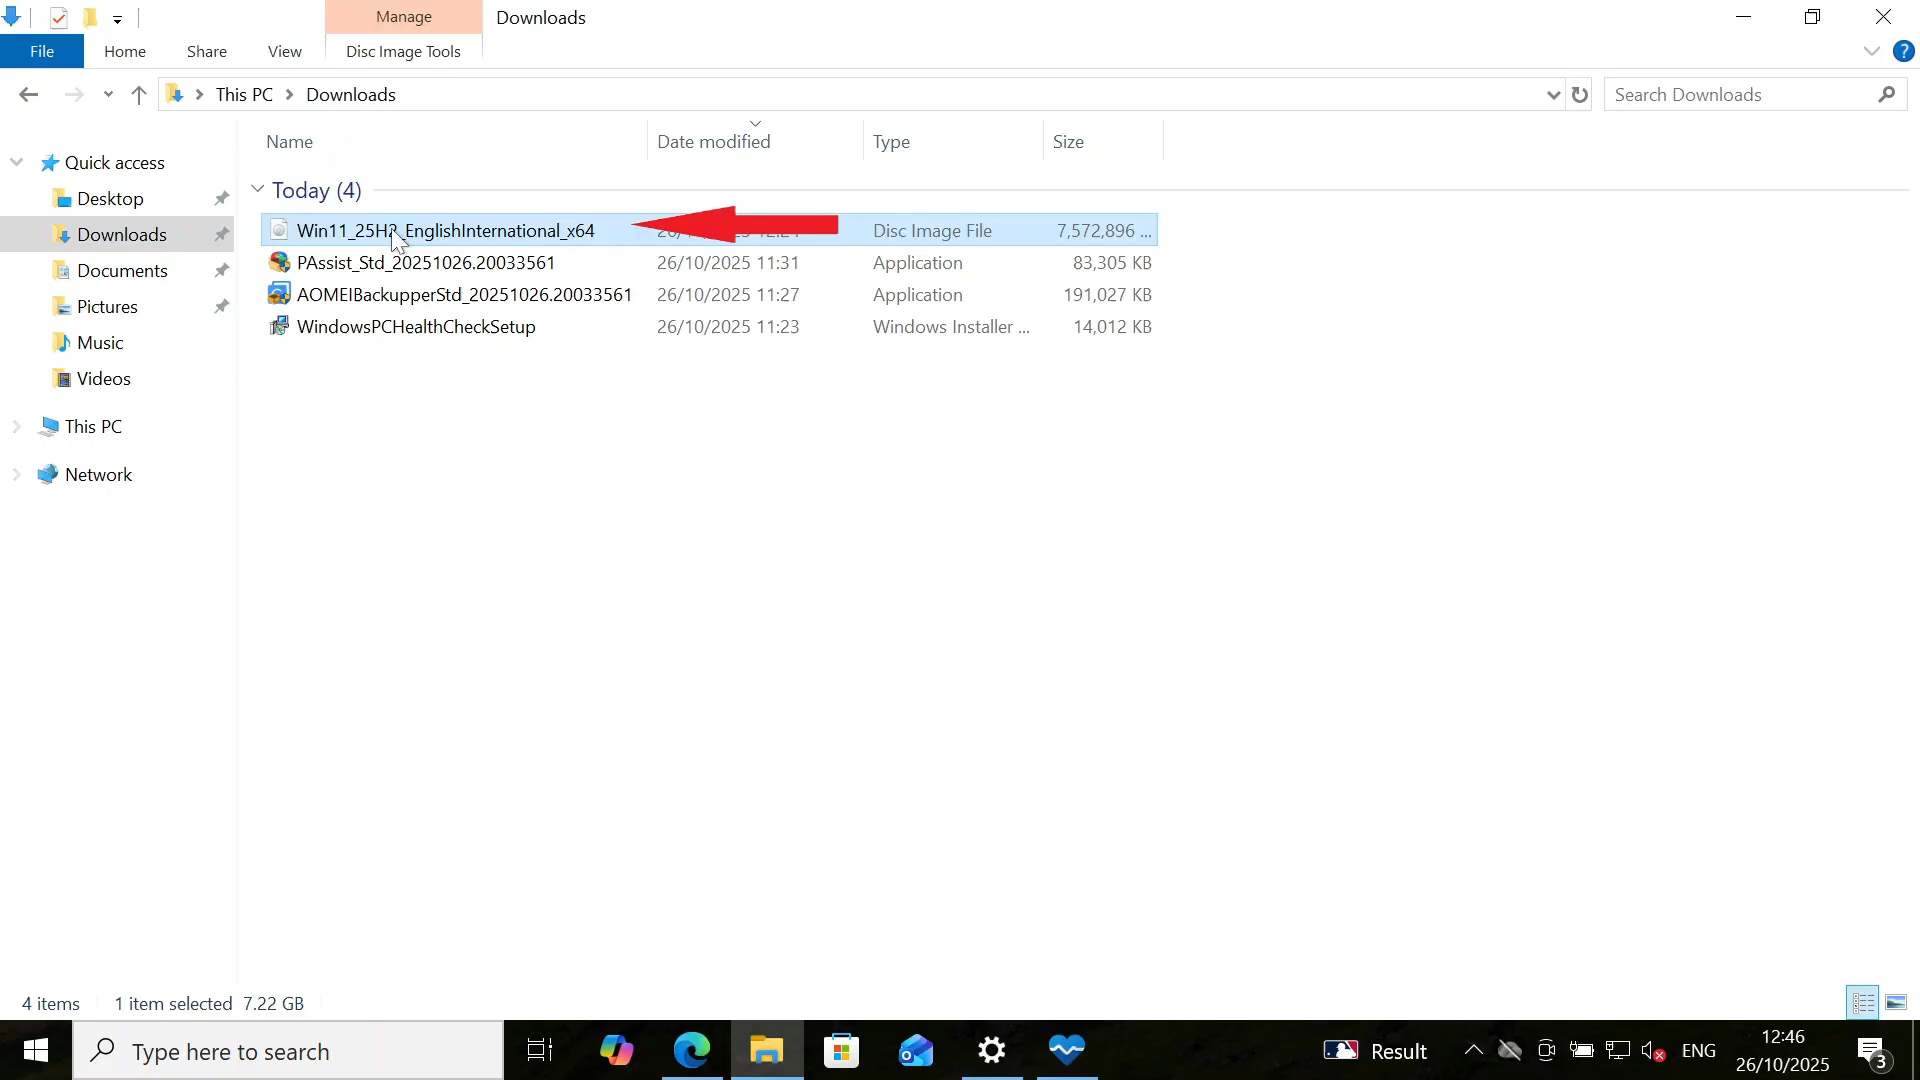 Manage
Downloads
File
Home
Share
View
Disc Image Tools
This PC
Downloads
Search Downloads
Name
Date modified
Type
Size
Quick access
Desktop
Downloads
Documents
Pictures
Music
Videos
This PC
Network
Today (4)
Win11_25H2_EnglishInternational_x64
Disc Image File
7,572,896 ...
PAssist_Std_20251026.20033561
26/10/2025 11:31
Application
83,305 KB
AOMEIBackupperStd_20251026.20033561
26/10/2025 11:27
Application
191,027 KB
WindowsPCHealthCheckSetup
26/10/2025 11:23
Windows Installer ...
14,012 KB
4 items
1 item selected 7.22 GB
Type here to search
Result
ENG
12:46
26/10/2025
3